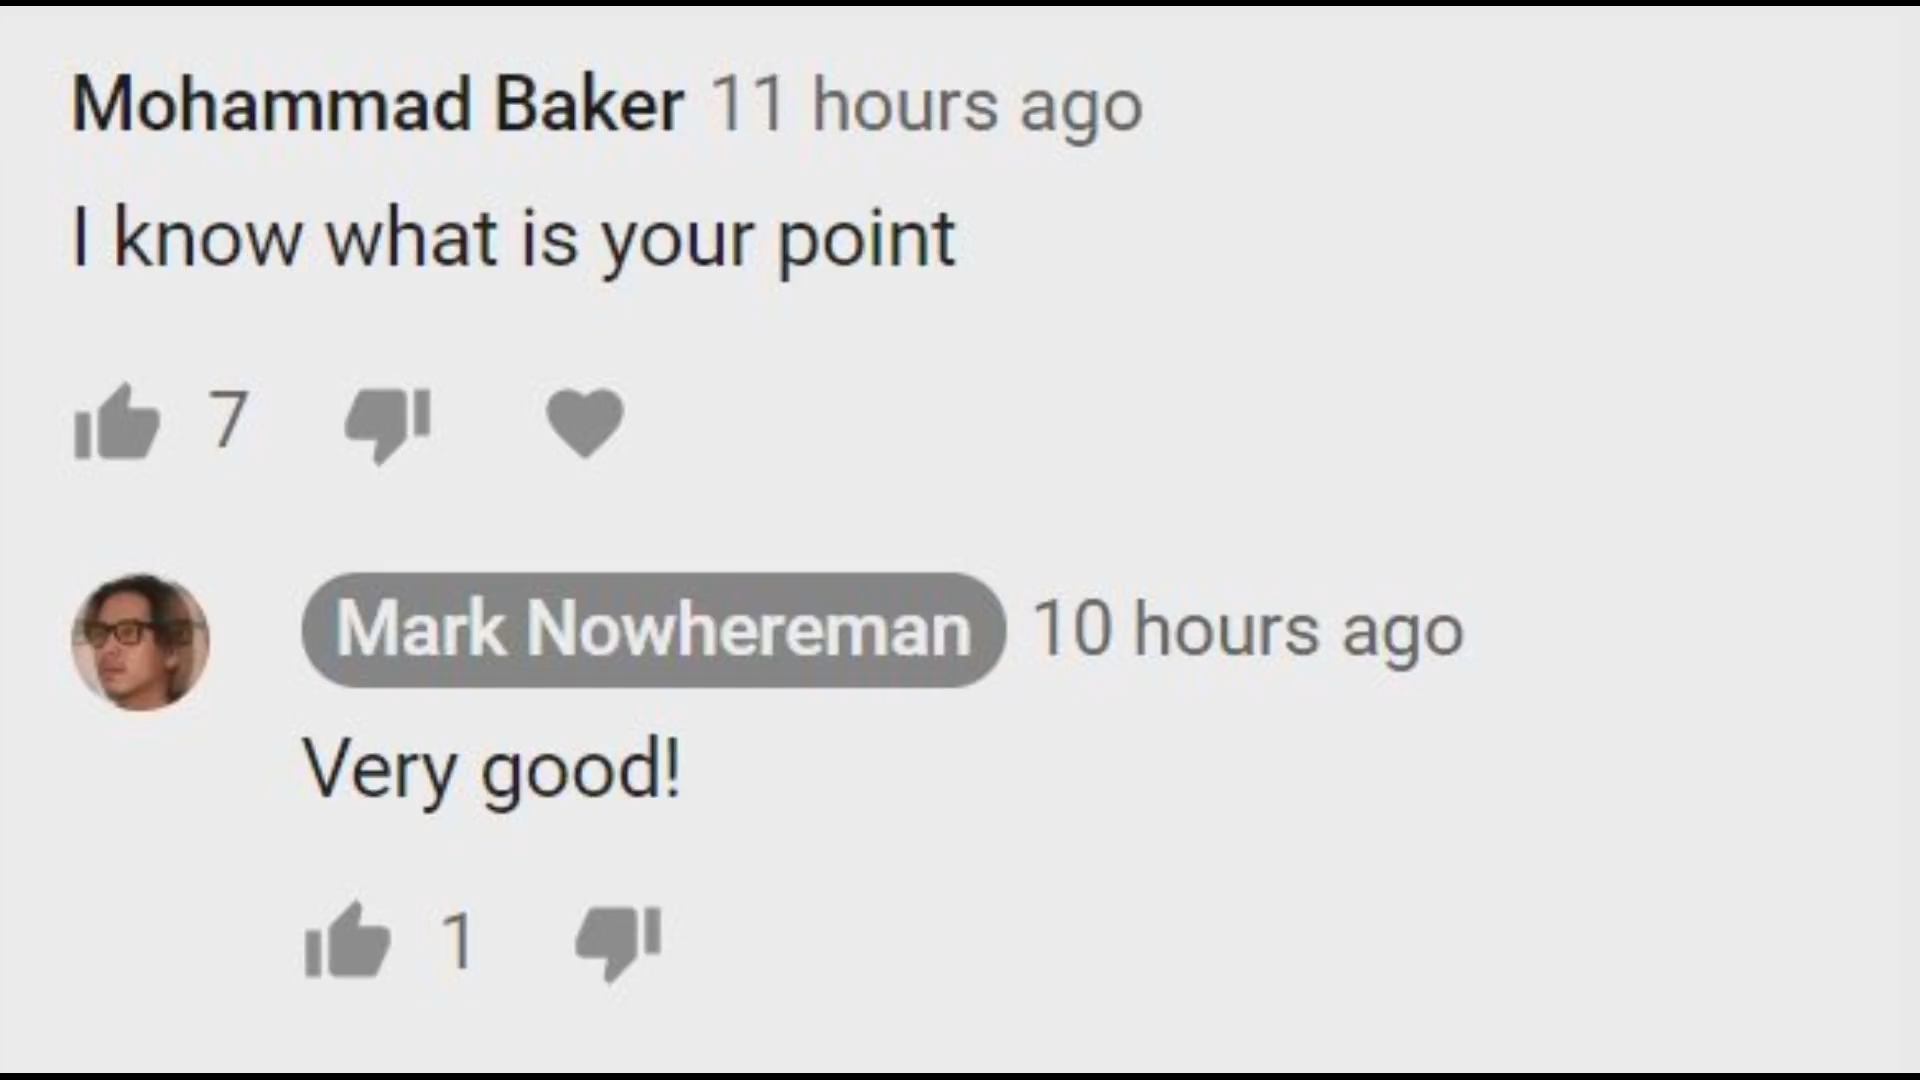 Mohammad Baker 11 hours ago
I know what is your point
7
Mark Nowhereman 10 hours ago
Very good!
1